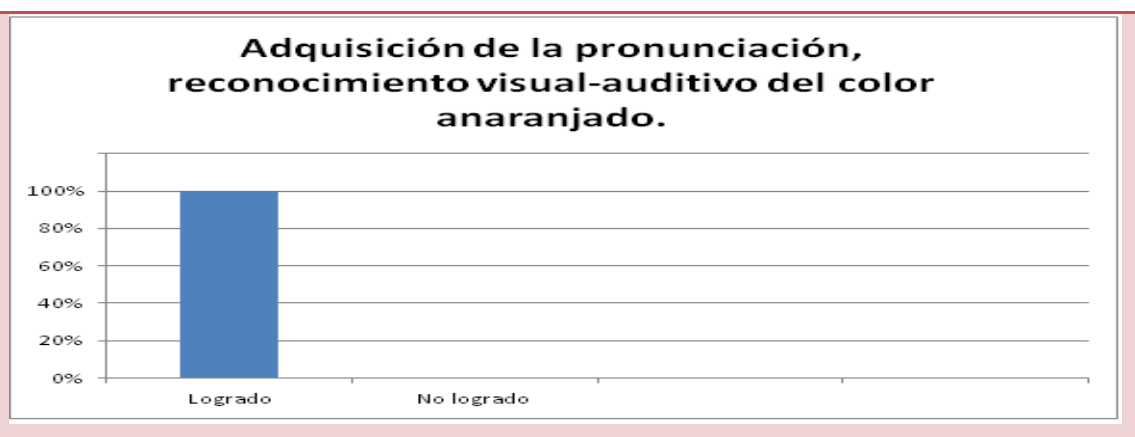 Adquisición de la pronunciación,
reconocimiento visual-auditivo del color
anaranjado.
100%
80%
60%
40%
20%
0%
Logrado
No logrado